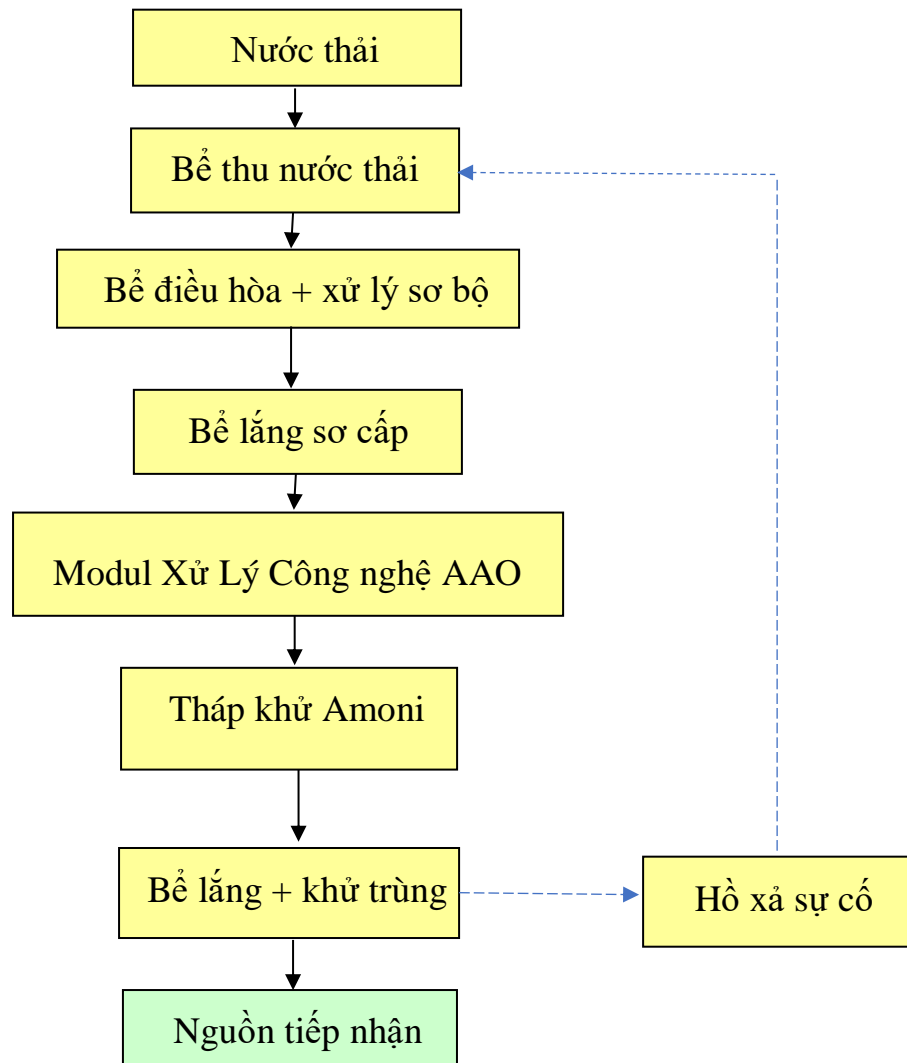 Nước thải
Bể thu nước thải
Bể điều hòa + xử lý sơ bộ
Bể lắng sơ cấp
Modul Xử Lý Công nghệ AAO
Tháp khử Amoni
Bể lắng + khử trùng
Hồ xả sự cố
Nguồn tiếp nhận